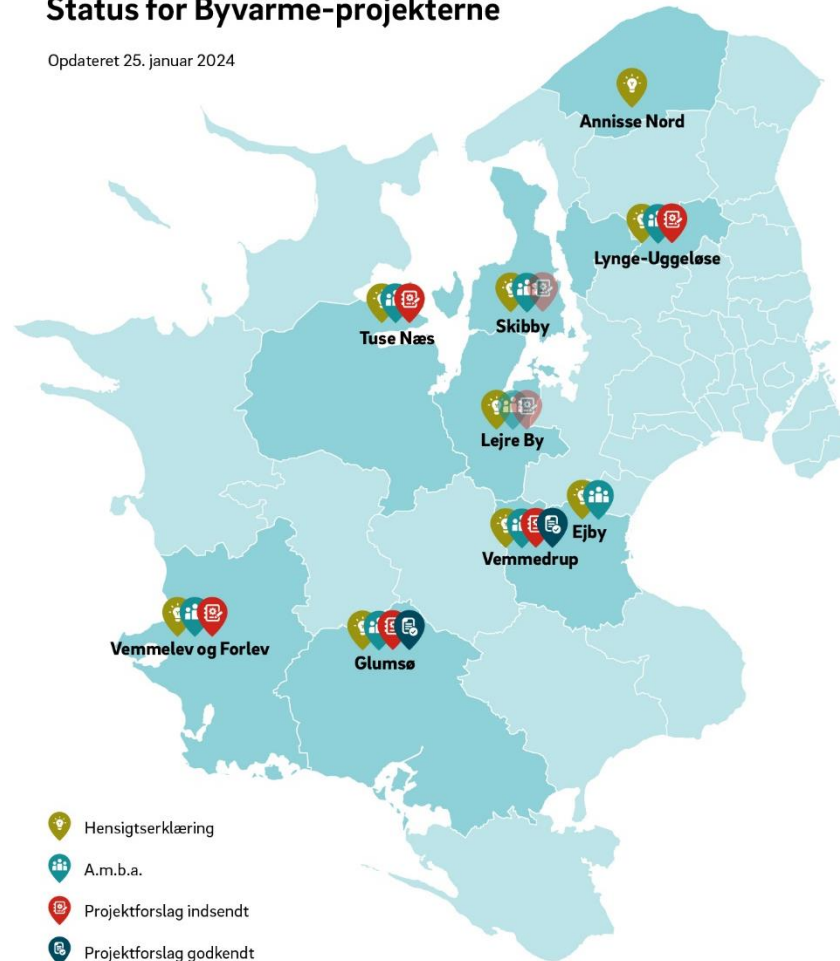 Status for Byvarme-projekterne
Opdateret 25. januar 2024
Annisse Nord
Lynge-Uggeløse
Tuse Næs
Skibby
Lejre By
Ejby
Vemmedrup
Vemmelev og Forlev
Glumsø
Hensigtserklæring
A.m.b.a.
Projektforslag indsendt
Projektforslag godkendt